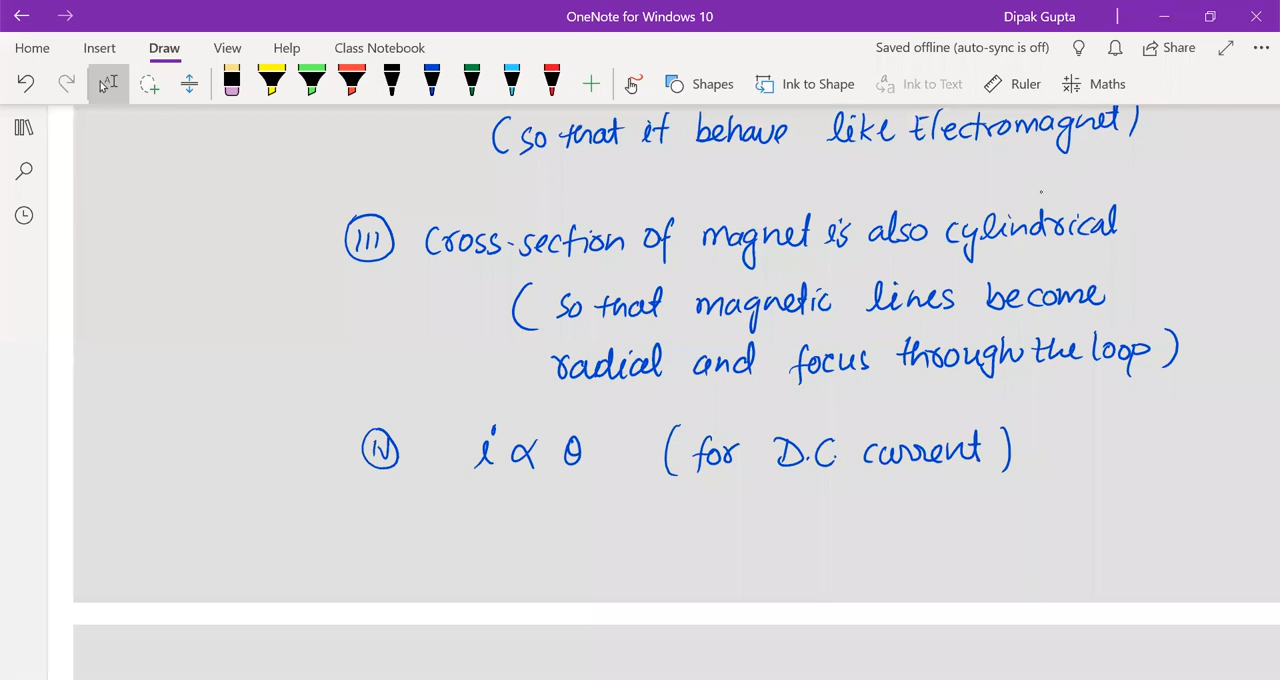 OneNote for Windows 10
Dipak Gupta
Home Insert Draw View Help Class Notebook
Saved offline (auto-sync is off) Share
Shapes Ink to Shape Ink to Text Ruler Maths
(so that it behave like Electromagnet)
(III) Cross-section of magnet is also cylindrical
(so that magnetic lines become
radial and focus through the loop)
(IV) i ∝ θ (for D.C. current)